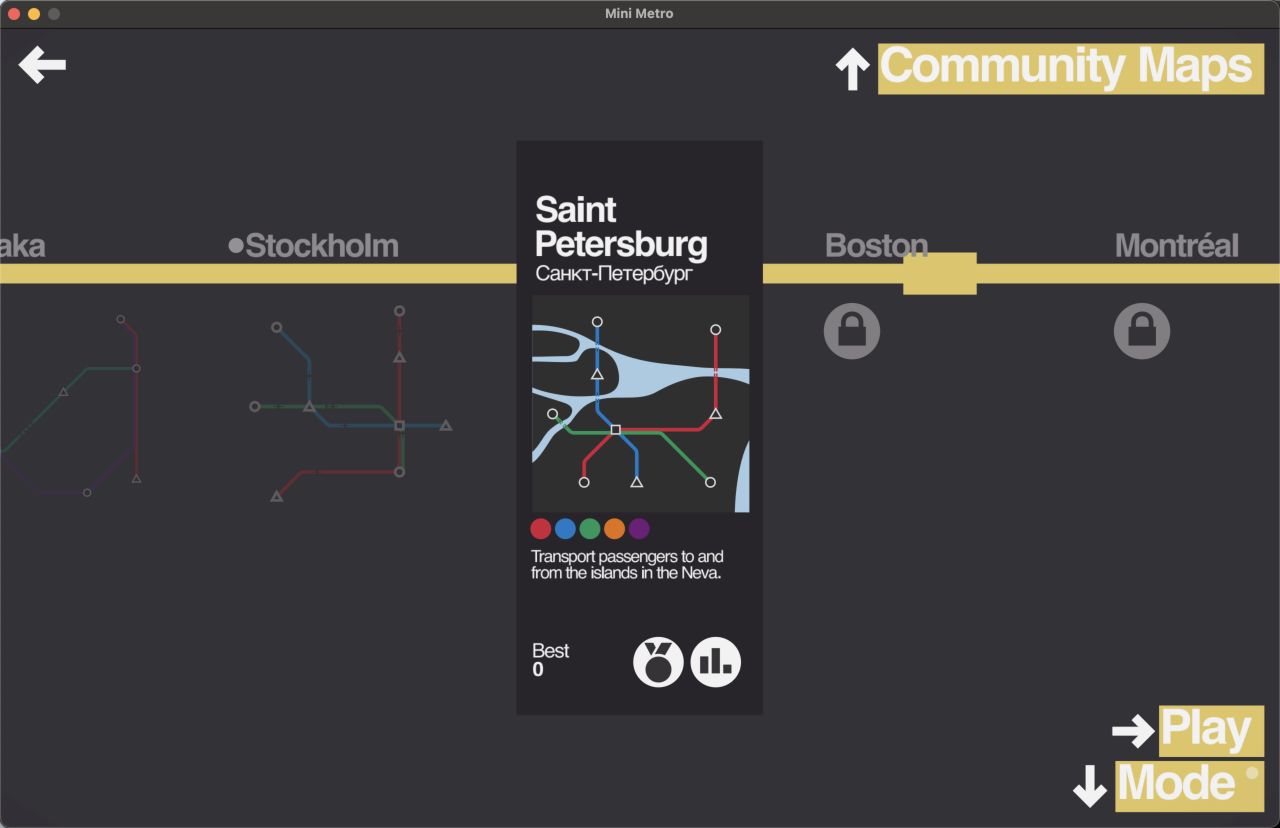 Mini Metro
Community Maps
aka
Stockholm
Saint
Petersburg
Санкт-Петербург
Boston
Montréal
Transport passengers to and
from the islands in the Neva.
Best
0
Play
Mode